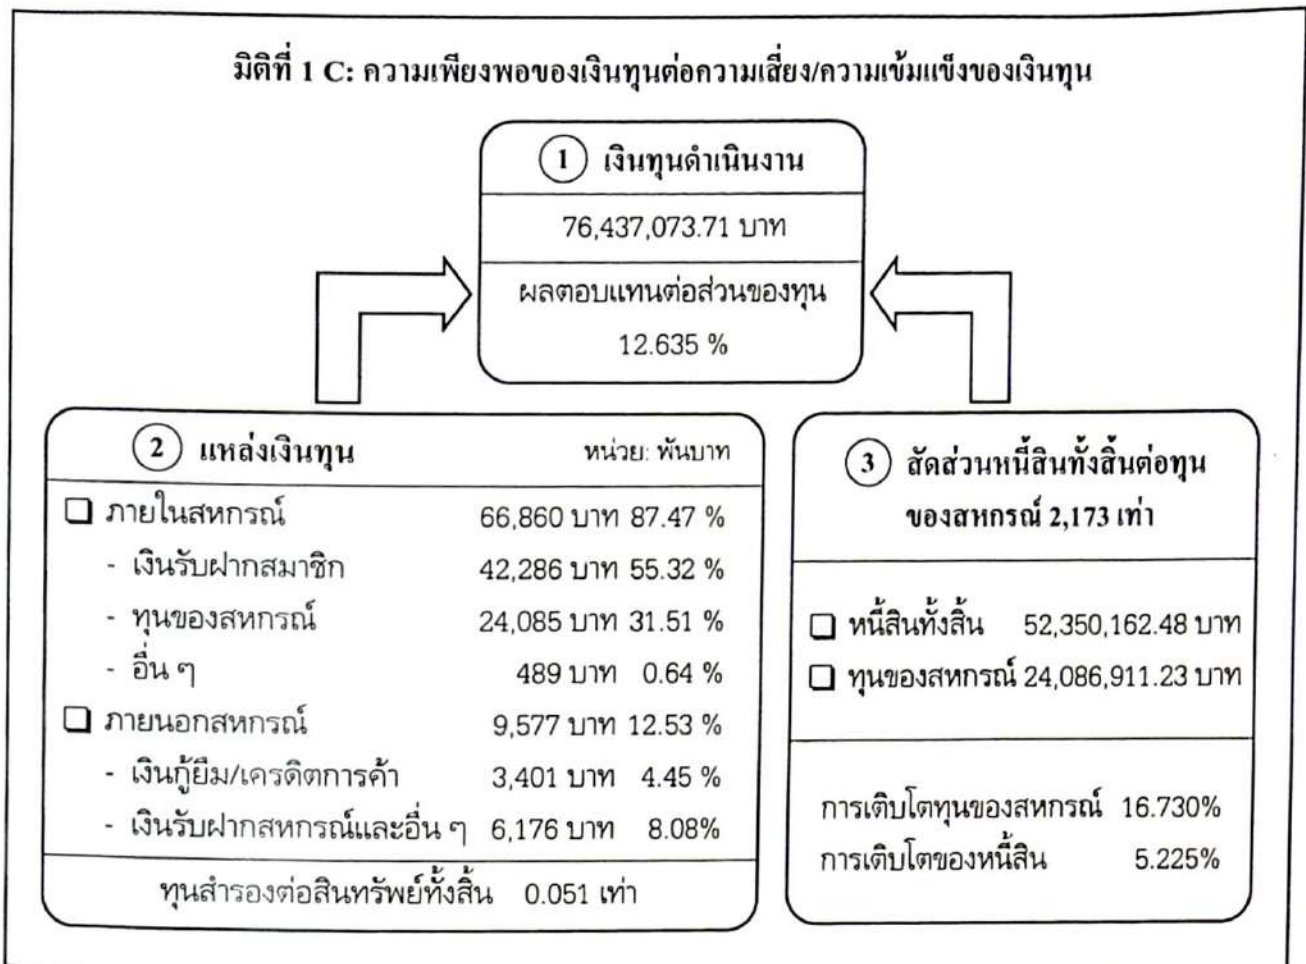 มิติที่ 1 C: ความเพียงพอของเงินทุนต่อความเสี่ยง/ความเข้มแข็งของเงินทุน
1 เงินทุนดำเนินงาน
76,437,073.71 บาท
ผลตอบแทนต่อส่วนของทุน
12.635 %
2 แหล่งเงินทุน หน่วย: พันบาท
❑ ภายในสหกรณ์ 66,860 บาท 87.47 %
- เงินรับฝากสมาชิก 42,286 บาท 55.32 %
- ทุนของสหกรณ์ 24,085 บาท 31.51 %
- อื่น ๆ 489 บาท 0.64 %
❑ ภายนอกสหกรณ์ 9,577 บาท 12.53 %
- เงินกู้ยืม/เครดิตการค้า 3,401 บาท 4.45 %
- เงินรับฝากสหกรณ์และอื่น ๆ 6,176 บาท 8.08%
ทุนสำรองต่อสินทรัพย์ทั้งสิ้น 0.051 เท่า
3 สัดส่วนหนี้สินทั้งสิ้นต่อทุน
ของสหกรณ์ 2,173 เท่า
❑ หนี้สินทั้งสิ้น 52,350,162.48 บาท
❑ ทุนของสหกรณ์ 24,086,911.23 บาท
การเติบโตทุนของสหกรณ์ 16.730%
การเติบโตของหนี้สิน 5.225%